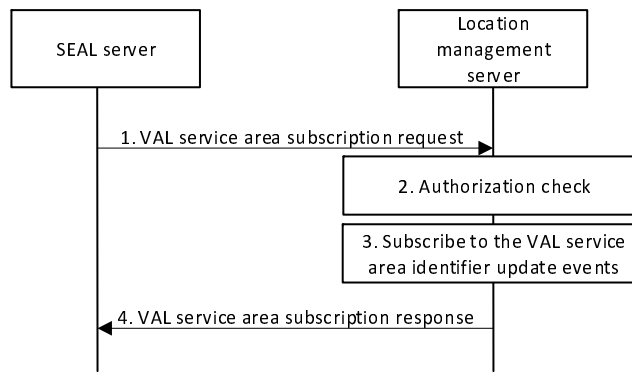 SEAL server
Location
management
server
1. VAL service area subscription request
2. Authorization check
3. Subscribe to the VAL service
area identifier update events
4. VAL service area subscription response